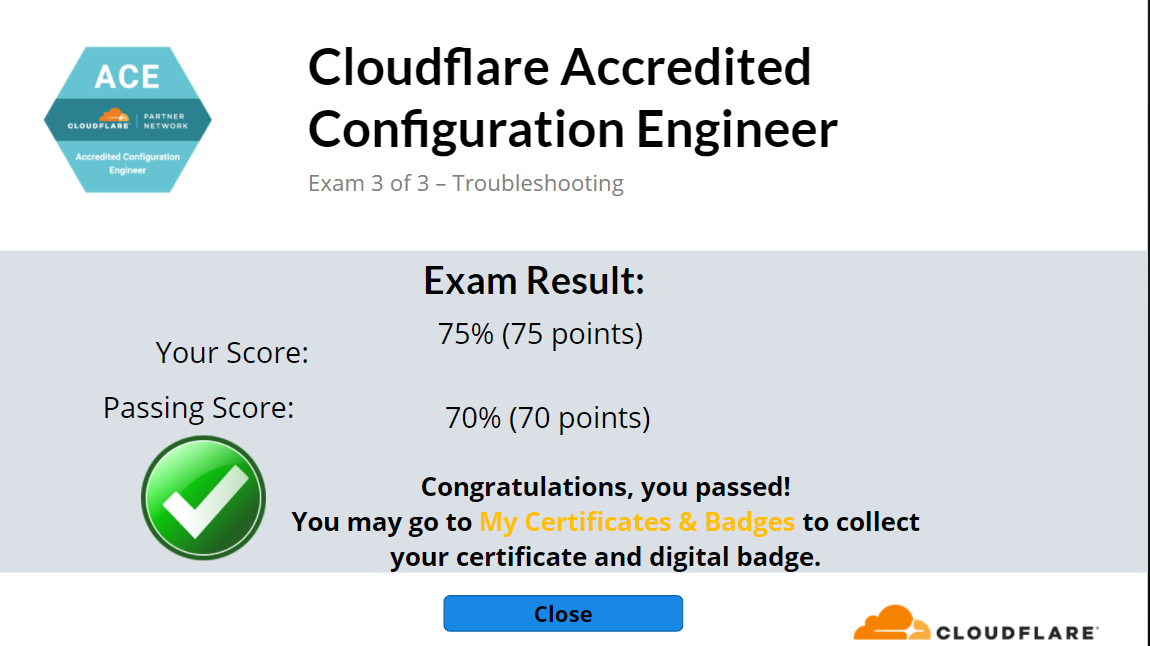 ACE
CLOUDFLARE
PARTNER
NETWORK
Accredited Configuration
Engineer
Cloudflare Accredited
Configuration Engineer
Exam 3 of 3 – Troubleshooting
Exam Result:
Your Score:
75% (75 points)
Passing Score:
70% (70 points)
Congratulations, you passed!
You may go to My Certificates & Badges to collect
your certificate and digital badge.
Close
CLOUDFLARE